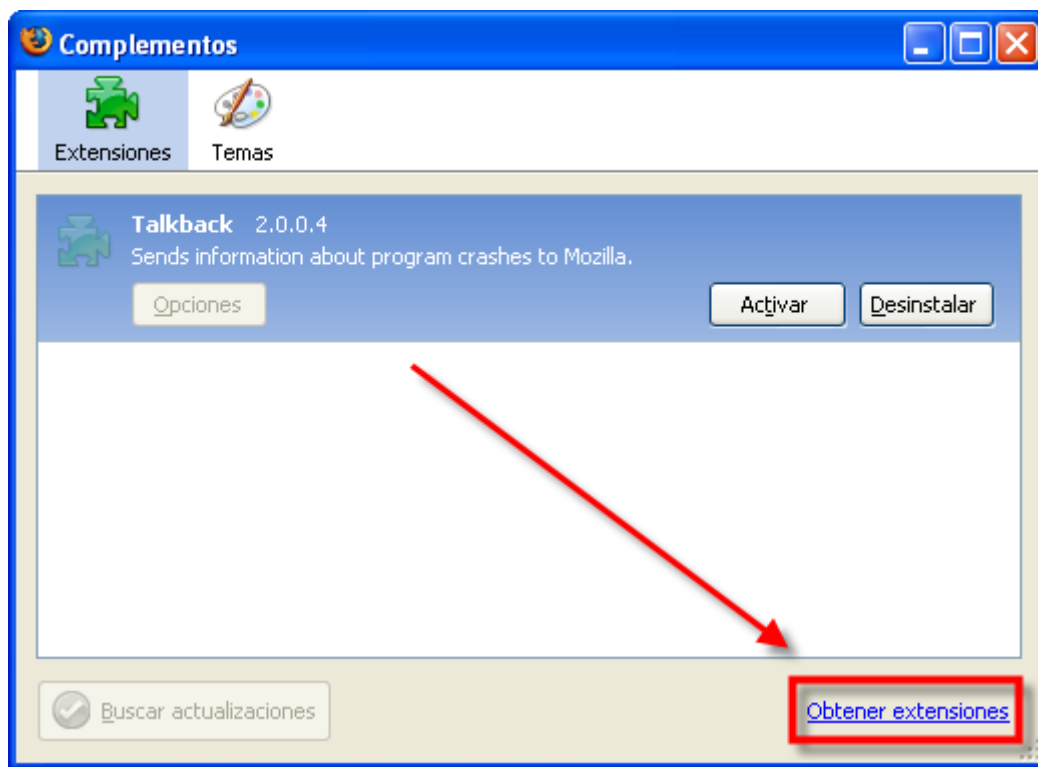 Complementos
Extensiones Temas
Talkback 2.0.0.4
Sends information about program crashes to Mozilla.
Opciones Activar Desinstalar
Buscar actualizaciones Obtener extensiones